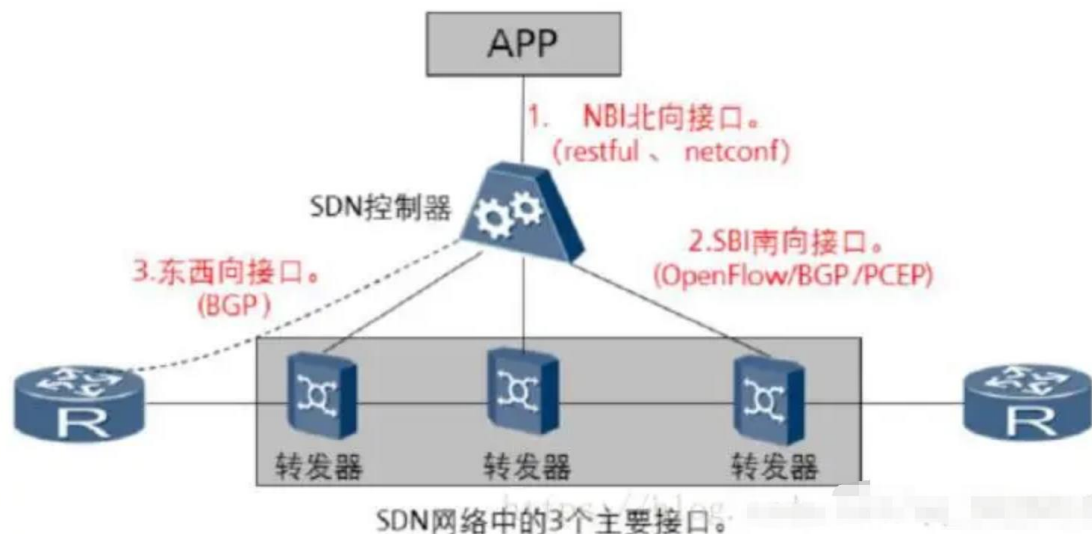 APP
1. NBI北向接口。
(restful 、 netconf)
SDN控制器
2.SBI南向接口。
(OpenFlow/BGP/PCEP)
3.东西向接口。
(BGP)
R
R
转发器
转发器
转发器
https://blog.
SDN网络中的3个主要接口。